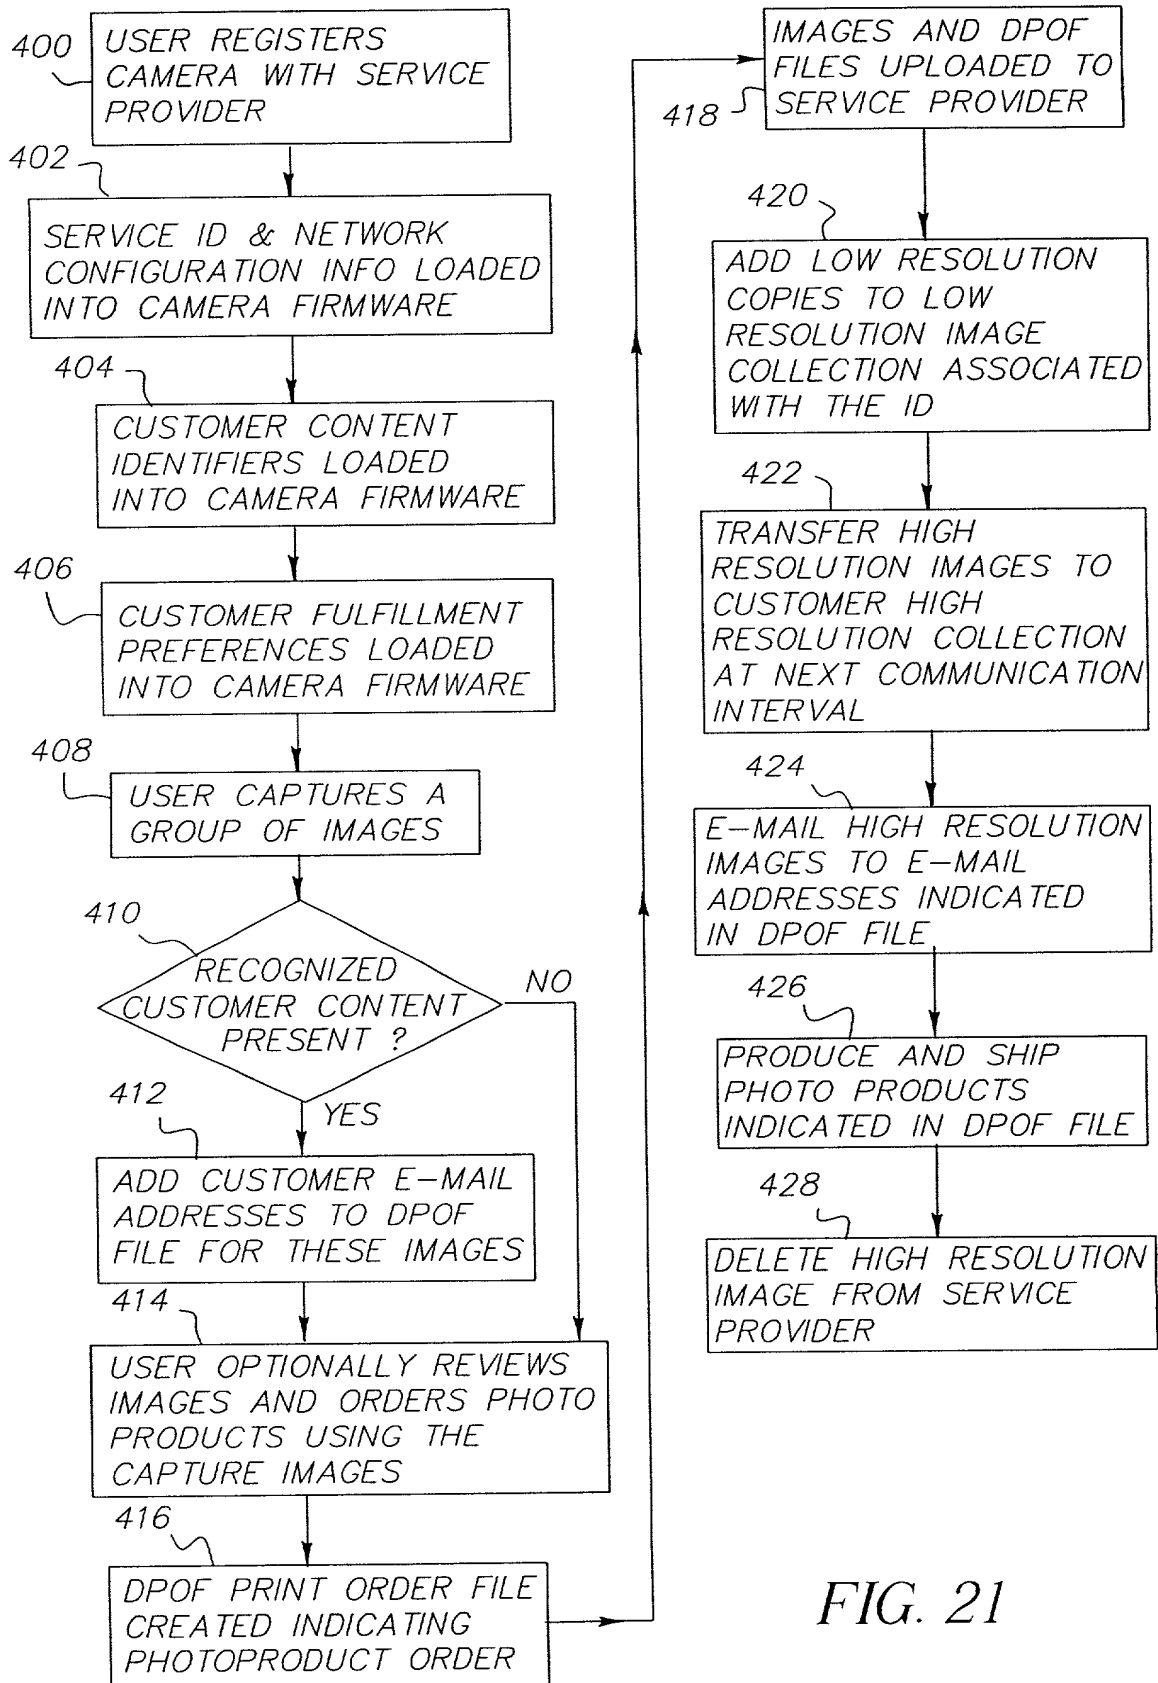 400
USER REGISTERS
CAMERA WITH SERVICE
PROVIDER
402
SERVICE ID & NETWORK
CONFIGURATION INFO LOADED
INTO CAMERA FIRMWARE
404
CUSTOMER CONTENT
IDENTIFIERS LOADED
INTO CAMERA FIRMWARE
406
CUSTOMER FULFILLMENT
PREFERENCES LOADED
INTO CAMERA FIRMWARE
408
USER CAPTURES A
GROUP OF IMAGES
410
RECOGNIZED
CUSTOMER CONTENT
PRESENT ?
NO
YES
412
ADD CUSTOMER E-MAIL
ADDRESSES TO DPOF
FILE FOR THESE IMAGES
414
USER OPTIONALLY REVIEWS
IMAGES AND ORDERS PHOTO
PRODUCTS USING THE
CAPTURE IMAGES
416
DPOF PRINT ORDER FILE
CREATED INDICATING
PHOTOPRODUCT ORDER
IMAGES AND DPOF
FILES UPLOADED TO
SERVICE PROVIDER
418
420
ADD LOW RESOLUTION
COPIES TO LOW
RESOLUTION IMAGE
COLLECTION ASSOCIATED
WITH THE ID
422
TRANSFER HIGH
RESOLUTION IMAGES TO
CUSTOMER HIGH
RESOLUTION COLLECTION
AT NEXT COMMUNICATION
INTERVAL
424
E-MAIL HIGH RESOLUTION
IMAGES TO E-MAIL
ADDRESSES INDICATED
IN DPOF FILE
426
PRODUCE AND SHIP
PHOTO PRODUCTS
INDICATED IN DPOF FILE
428
DELETE HIGH RESOLUTION
IMAGE FROM SERVICE
PROVIDER
FIG. 21